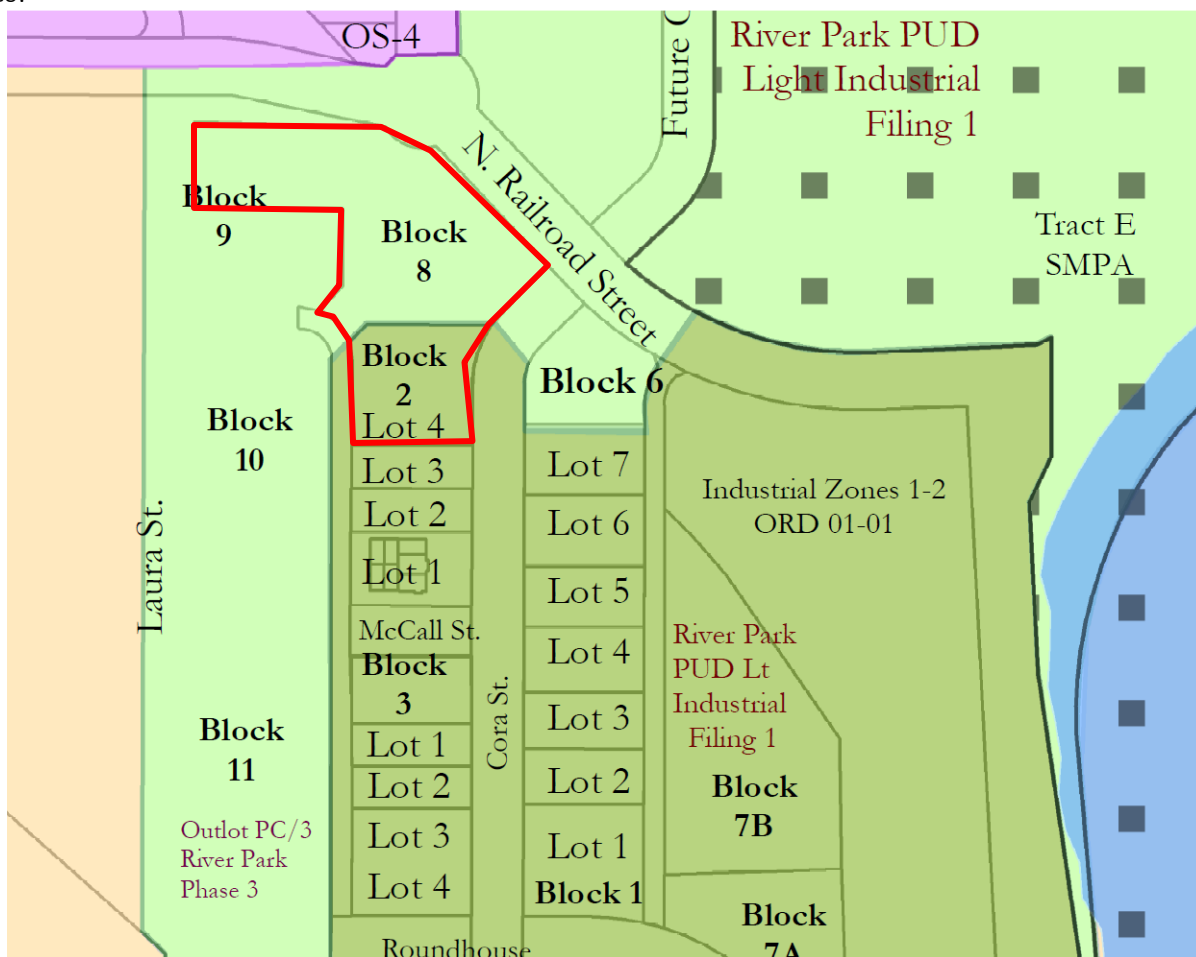 OS-4
River Park PUD
Light Industrial
Filing 1
N. Railroad Street
Block
9
Block
8
Tract E
SMPA
Block
2
Lot 4
Block 6
Block
10
Lot 3
Lot 2
Lot 1
Lot 7
Lot 6
Lot 5
Lot 4
Lot 3
Lot 2
Lot 1
Block 1
Industrial Zones 1-2
ORD 01-01
Laura St.
McCall St.
Block
3
Lot 1
Lot 2
Lot 3
Lot 4
Cora St.
River Park
PUD Lt
Industrial
Filing 1
Block
11
Outlot PC/3
River Park
Phase 3
Block
7B
Block
7A
Roundhouse
Future